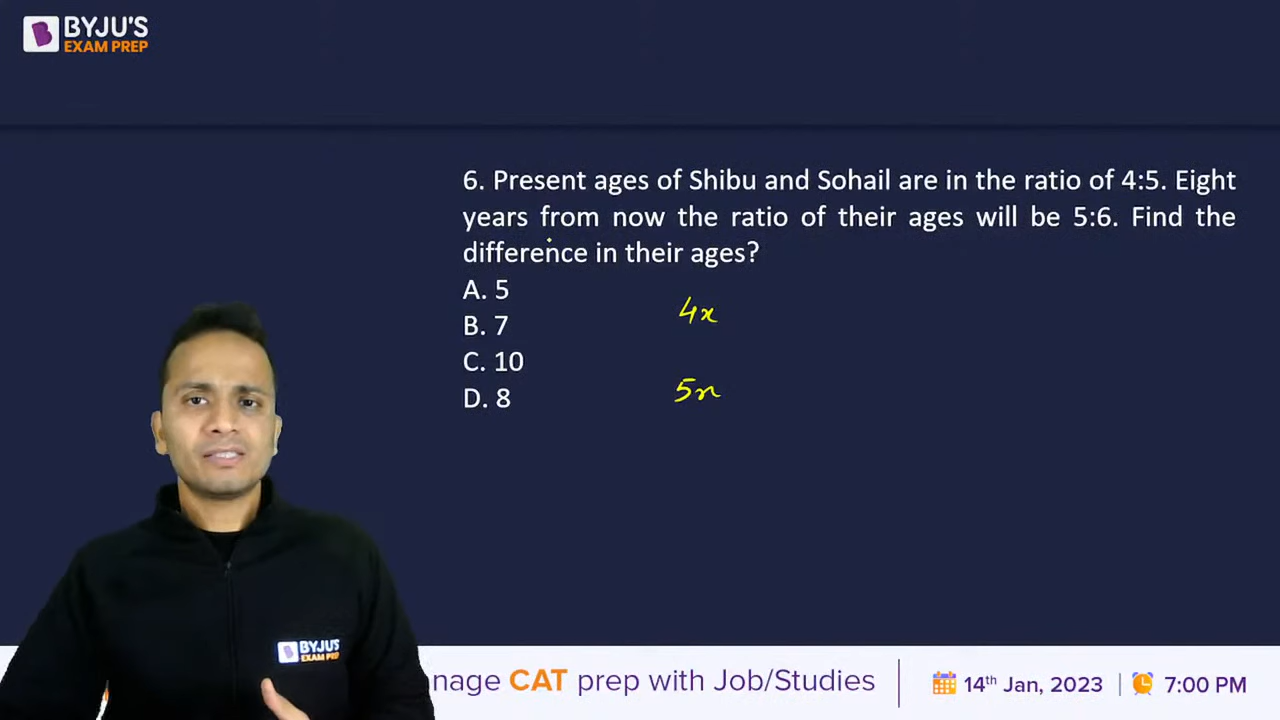 BYJU'S
EXAM PREP
6. Present ages of Shibu and Sohail are in the ratio of 4:5. Eight
years from now the ratio of their ages will be 5:6. Find the
difference in their ages?
A. 5
B. 7
C. 10
D. 8
4x
5x
BYJU'S
EXAM PREP
nage CAT prep with Job/Studies
14th Jan, 2023 | 7:00 PM